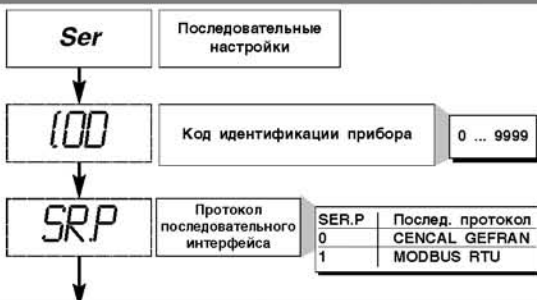 Ser
Последовательные
настройки
I.OD
Код идентификации прибора
0 ... 9999
SR.P
Протокол
последовательного
интерфейса
SER.P Послед. протокол
0 CENCAL GEFRAN
1 MODBUS RTU